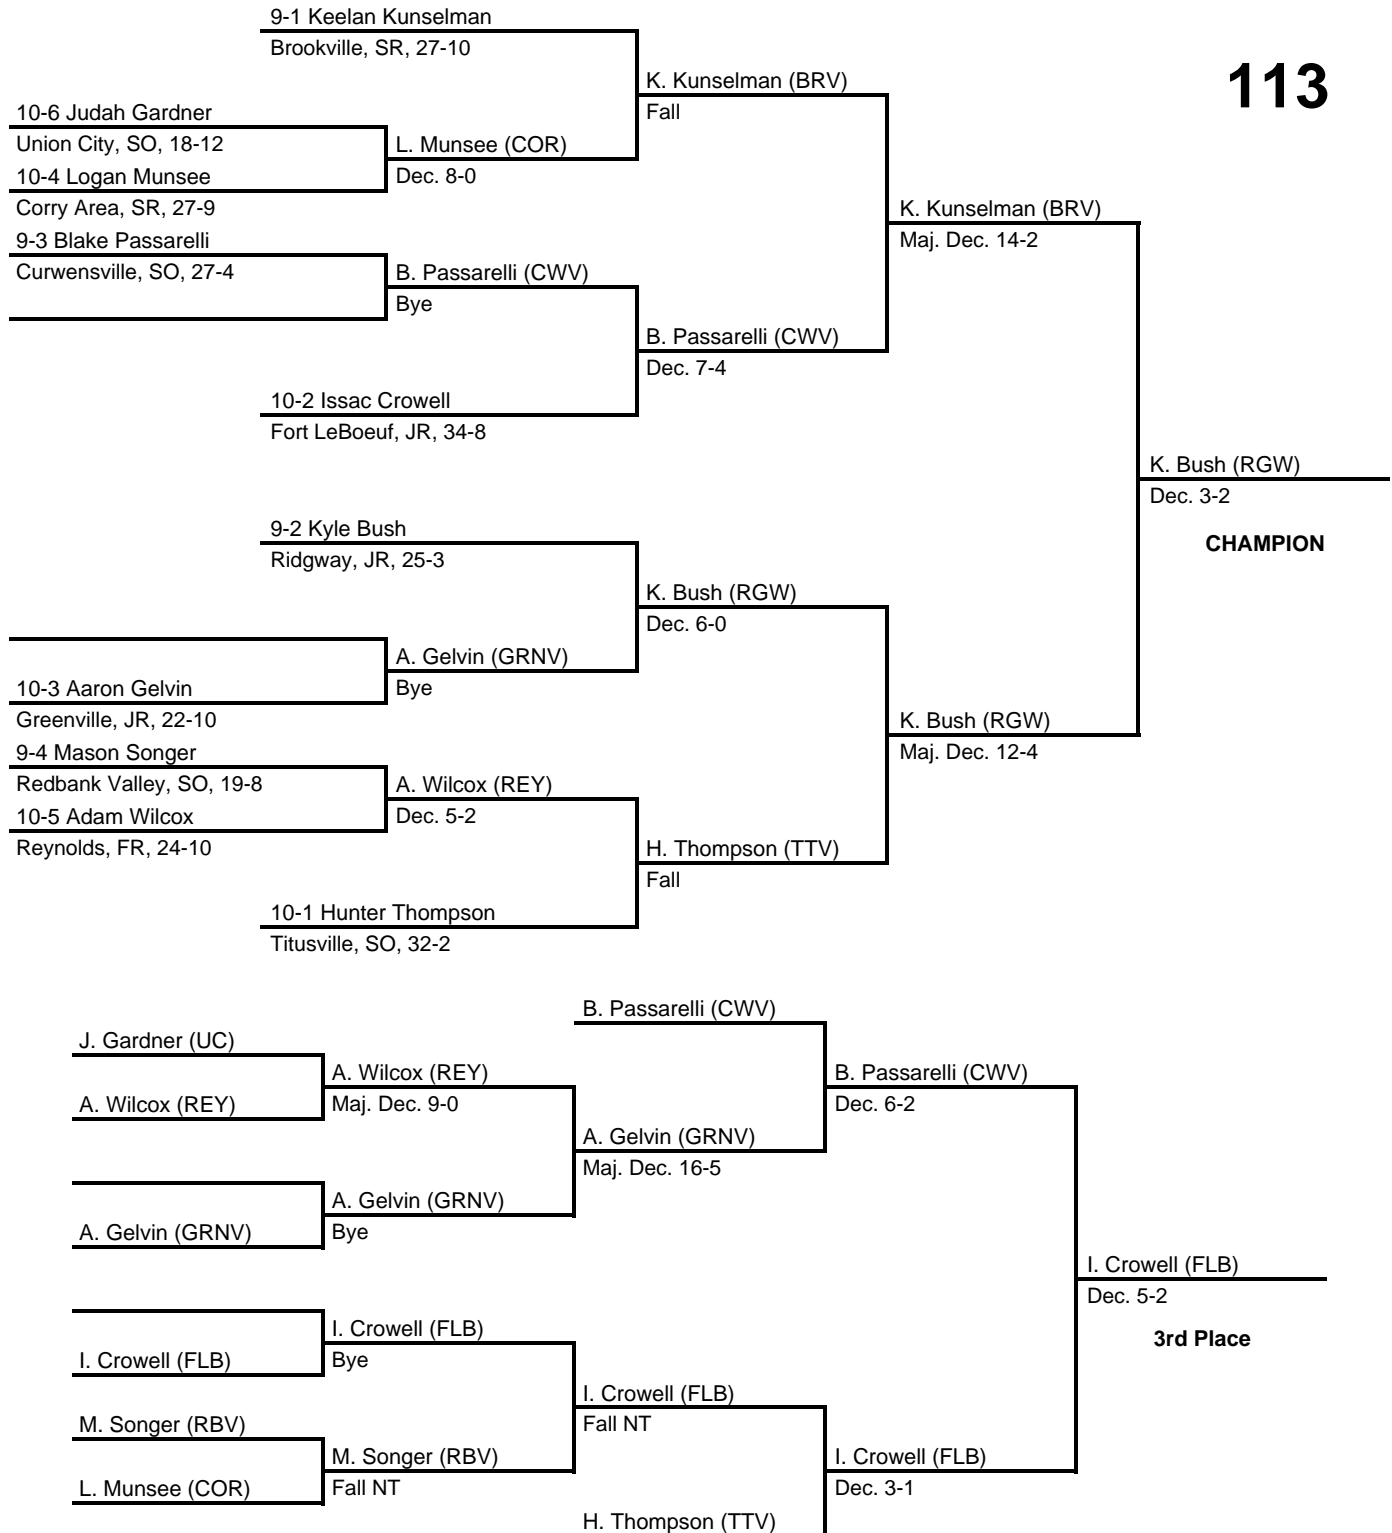 9-1 Keelan Kunselman
Brookville, SR, 27-10
113
K. Kunselman (BRV)
Fall
10-6 Judah Gardner
Union City, SO, 18-12
L. Munsee (COR)
Dec. 8-0
10-4 Logan Munsee
Corry Area, SR, 27-9
K. Kunselman (BRV)
Maj. Dec. 14-2
9-3 Blake Passarelli
Curwensville, SO, 27-4
B. Passarelli (CWV)
Bye
B. Passarelli (CWV)
Dec. 7-4
10-2 Issac Crowell
Fort LeBoeuf, JR, 34-8
K. Bush (RGW)
Dec. 3-2
CHAMPION
9-2 Kyle Bush
Ridgway, JR, 25-3
K. Bush (RGW)
Dec. 6-0
A. Gelvin (GRNV)
Bye
10-3 Aaron Gelvin
Greenville, JR, 22-10
K. Bush (RGW)
Maj. Dec. 12-4
9-4 Mason Songer
Redbank Valley, SO, 19-8
A. Wilcox (REY)
Dec. 5-2
10-5 Adam Wilcox
Reynolds, FR, 24-10
H. Thompson (TTV)
Fall
10-1 Hunter Thompson
Titusville, SO, 32-2
B. Passarelli (CWV)
J. Gardner (UC)
A. Wilcox (REY)
Maj. Dec. 9-0
A. Wilcox (REY)
B. Passarelli (CWV)
Dec. 6-2
A. Gelvin (GRNV)
Maj. Dec. 16-5
A. Gelvin (GRNV)
Bye
A. Gelvin (GRNV)
I. Crowell (FLB)
Dec. 5-2
3rd Place
I. Crowell (FLB)
Bye
I. Crowell (FLB)
I. Crowell (FLB)
Fall NT
M. Songer (RBV)
M. Songer (RBV)
Fall NT
L. Munsee (COR)
I. Crowell (FLB)
Dec. 3-1
H. Thompson (TTV)